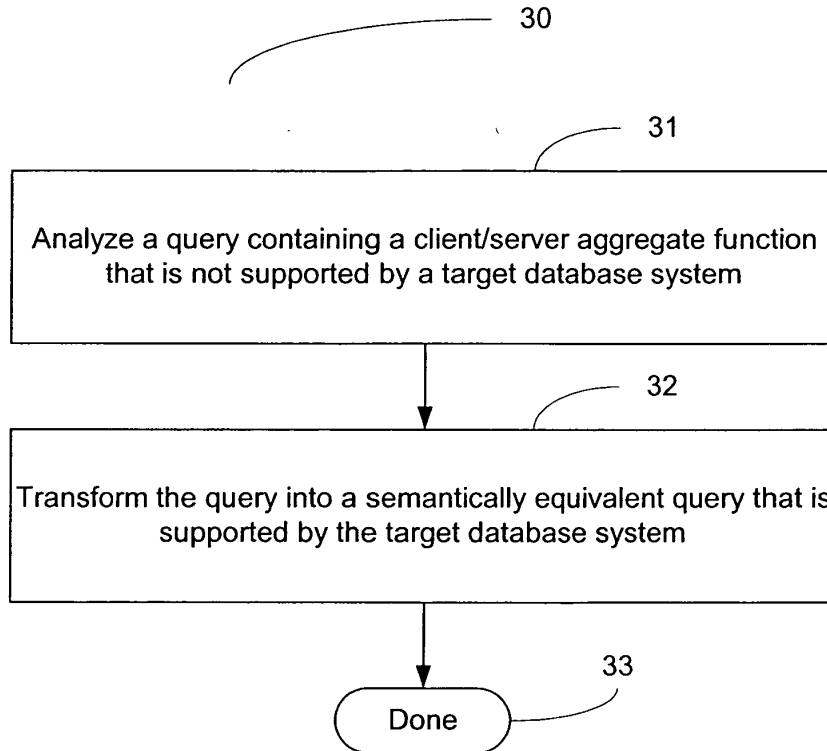 30
31
Analyze a query containing a client/server aggregate function
that is not supported by a target database system
32
Transform the query into a semantically equivalent query that is
supported by the target database system
33
Done